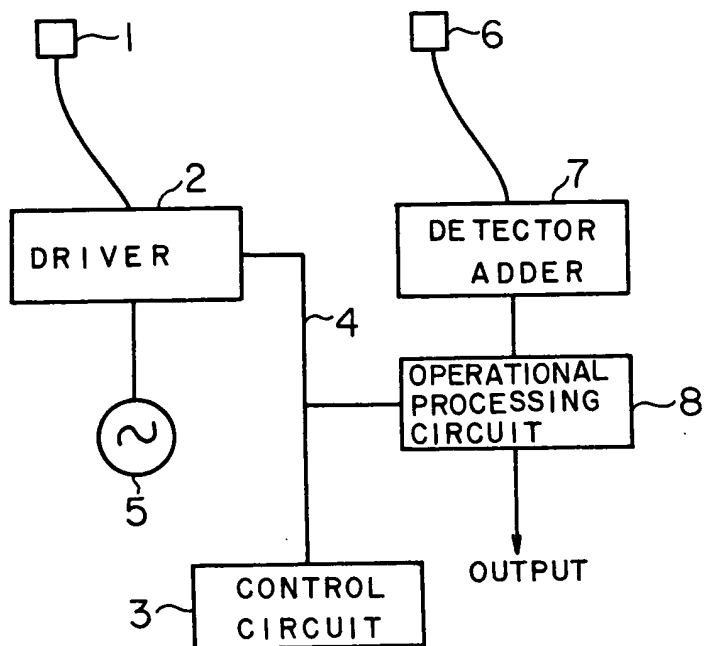 1
6
2
7
DRIVER
DETECTOR
ADDER
4
OPERATIONAL
PROCESSING
CIRCUIT
8
5
OUTPUT
3
CONTROL
CIRCUIT